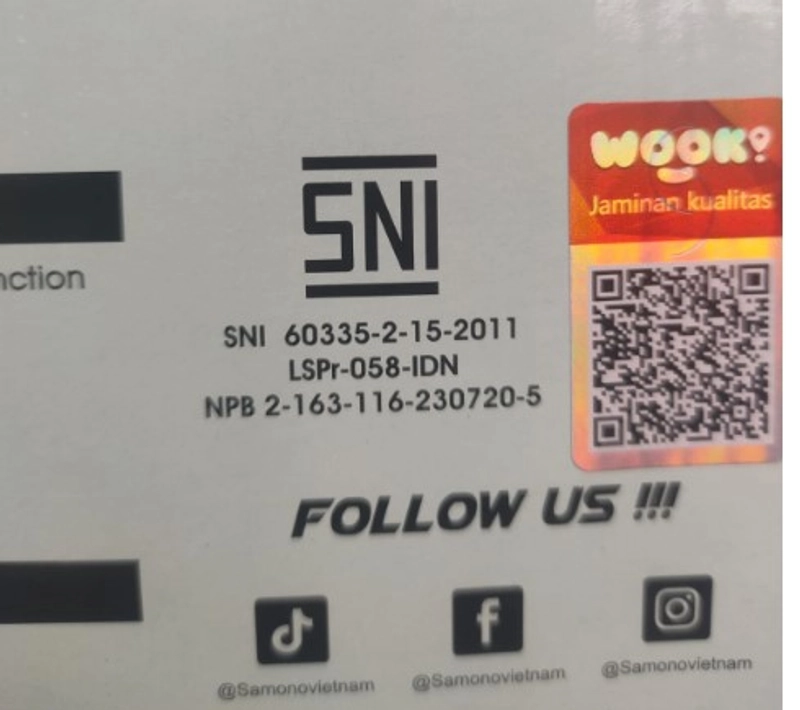 WOOK!
Jaminan kualitas
SNI
nction
SNI 60335-2-15-2011
LSPr-058-IDN
NPB 2-163-116-230720-5
FOLLOW US !!!
@Samonovietnam
@Samonovietnam
@Samonovietnam